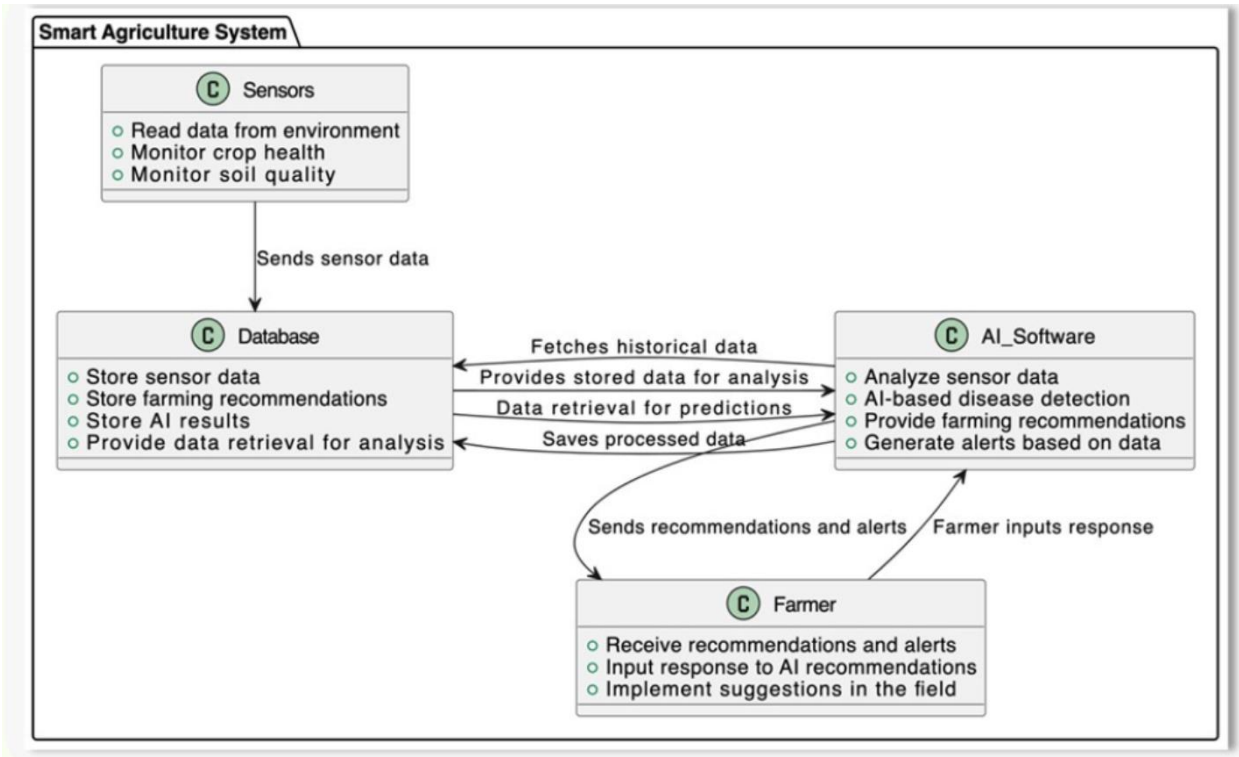 Smart Agriculture System
C Sensors
Read data from environment
Monitor crop health
Monitor soil quality
Sends sensor data
C Database
Store sensor data
Store farming recommendations
Store AI results
Provide data retrieval for analysis
Fetches historical data
Provides stored data for analysis
Data retrieval for predictions
Saves processed data
C AI_Software
Analyze sensor data
AI-based disease detection
Provide farming recommendations
Generate alerts based on data
Sends recommendations and alerts
Farmer inputs response
C Farmer
Receive recommendations and alerts
Input response to AI recommendations
Implement suggestions in the field